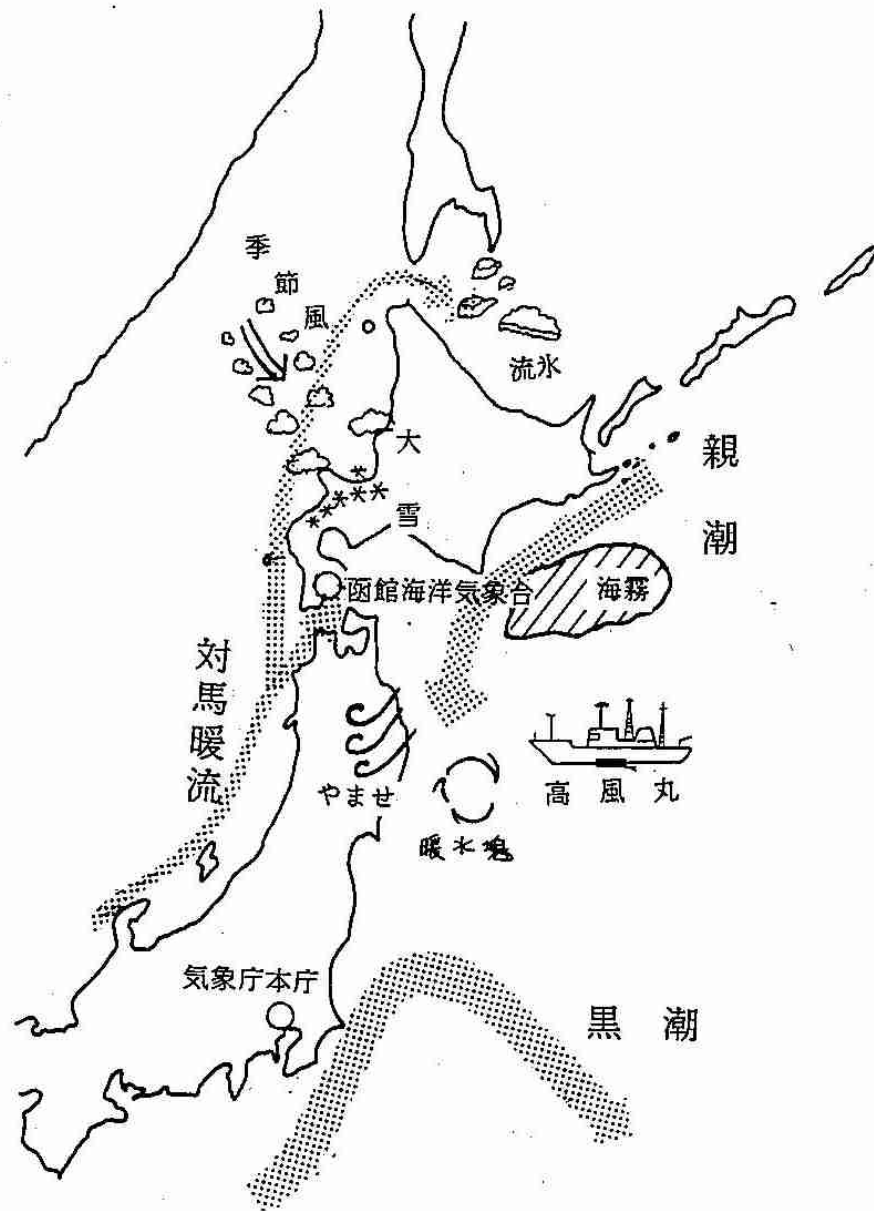 季節風
流氷
大雪
親潮
函館海洋気象台
海霧
対馬暖流
やませ
高風丸
暖水塊
気象庁本庁
黒潮